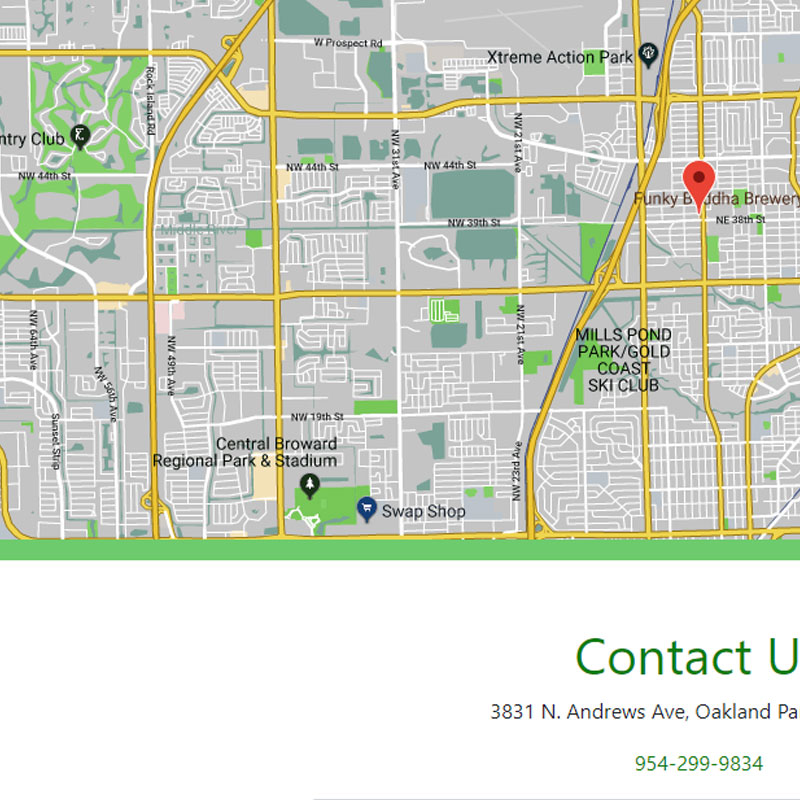 W Prospect Rd
Xtreme Action Park
Rock Island Rd
ntry Club
NW 31st Ave
NW 21st Ave
NW 44th St
NW 44th St
NW 44th St
Funky B ddha Brewery
NE 38th St
NW 39th St
Middle River
NW 64th Ave
NW 49th Ave
NW 21st Ave
MILLS POND
PARK/GOLD
COAST
SKI CLUB
NW 56th Ave
Sunset Strip
NW 19th St
Central Broward
Regional Park & Stadium
NW 23rd Ave
Swap Shop
Contact U
3831 N. Andrews Ave, Oakland Pa
954-299-9834